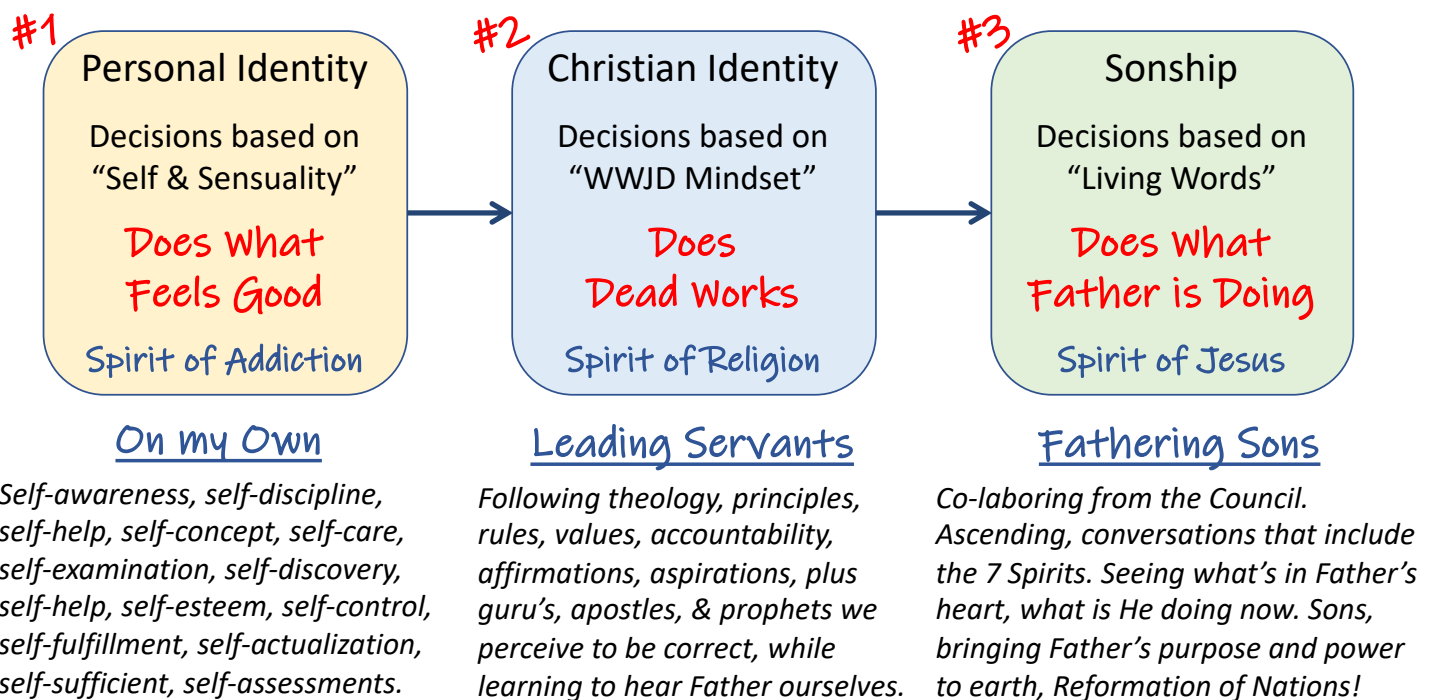 #1
Personal Identity
Decisions based on
“Self & Sensuality”
Does What
Feels Good
Spirit of Addiction
On my Own
Self-awareness, self-discipline,
self-help, self-concept, self-care,
self-examination, self-discovery,
self-help, self-esteem, self-control,
self-fulfillment, self-actualization,
self-sufficient, self-assessments.
#2
Christian Identity
Decisions based on
“WWJD Mindset”
Does
Dead Works
Spirit of Religion
Leading Servants
Following theology, principles,
rules, values, accountability,
affirmations, aspirations, plus
guru’s, apostles, & prophets we
perceive to be correct, while
learning to hear Father ourselves.
#3
Sonship
Decisions based on
“Living Words”
Does What
Father is Doing
Spirit of Jesus
Fathering Sons
Co-laboring from the Council.
Ascending, conversations that include
the 7 Spirits. Seeing what’s in Father’s
heart, what is He doing now. Sons,
bringing Father’s purpose and power
to earth, Reformation of Nations!